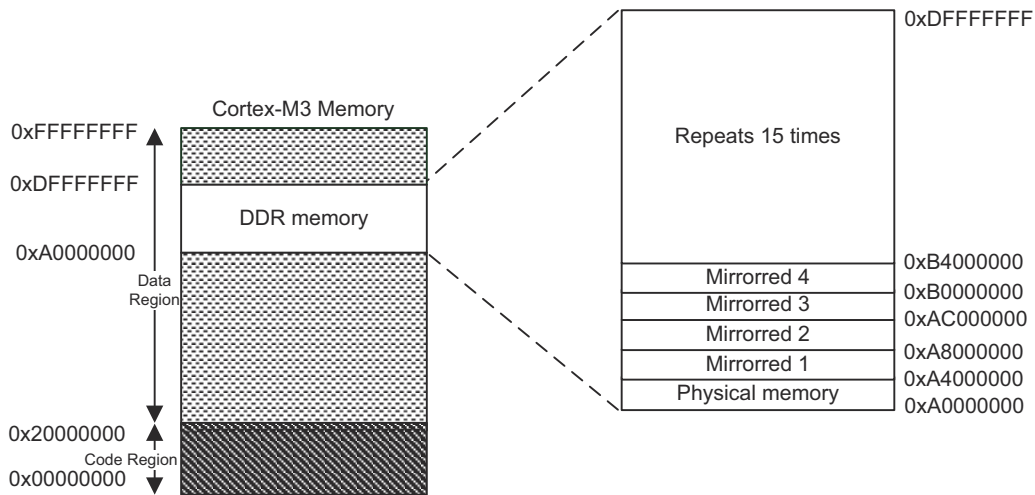 Cortex-M3 Memory
0xFFFFFFFF
0xDFFFFFFF
DDR memory
0xA0000000
Data
Region
0x20000000
Code Region
0x00000000
0xDFFFFFFF
Repeats 15 times
0xB4000000
Mirrorred 4
0xB0000000
Mirrorred 3
0xAC000000
Mirrorred 2
0xA8000000
Mirrorred 1
0xA4000000
Physical memory
0xA0000000